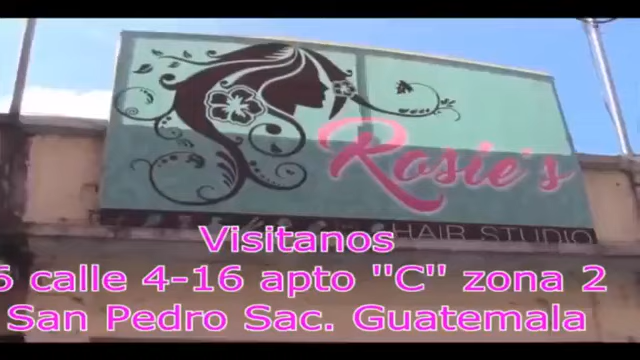 Rosie's
HAIR STUDIO
Visitanos
6 calle 4-16 apto "C" zona 2
San Pedro Sac. Guatemala